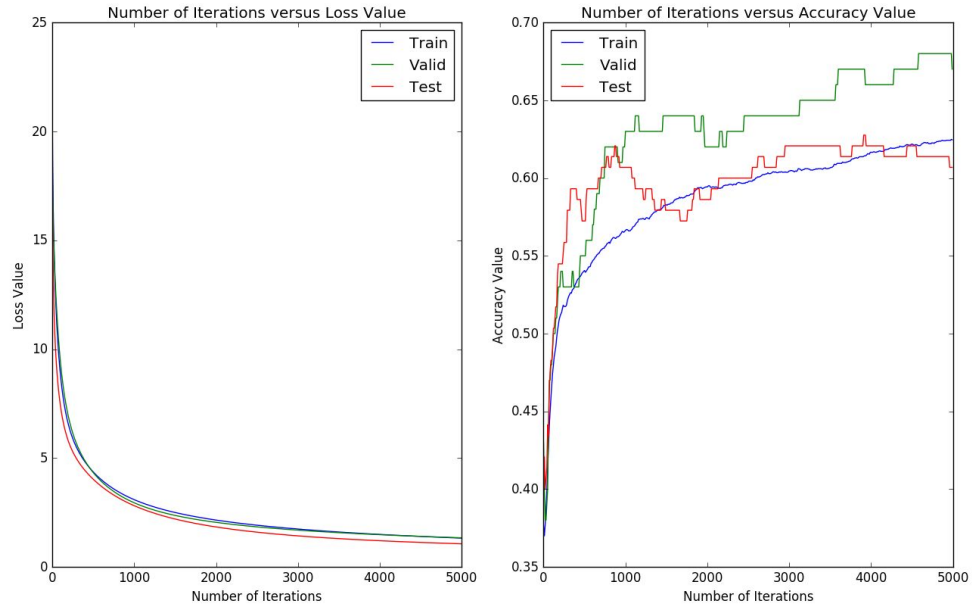 Number of Iterations versus Loss Value
25
20
15
10
5
0
Loss Value
Train
Valid
Test
0 1000 2000 3000 4000 5000
Number of Iterations
Number of Iterations versus Accuracy Value
0.70
0.65
0.60
0.55
0.50
0.45
0.40
0.35
Accuracy Value
Train
Valid
Test
0 1000 2000 3000 4000 5000
Number of Iterations